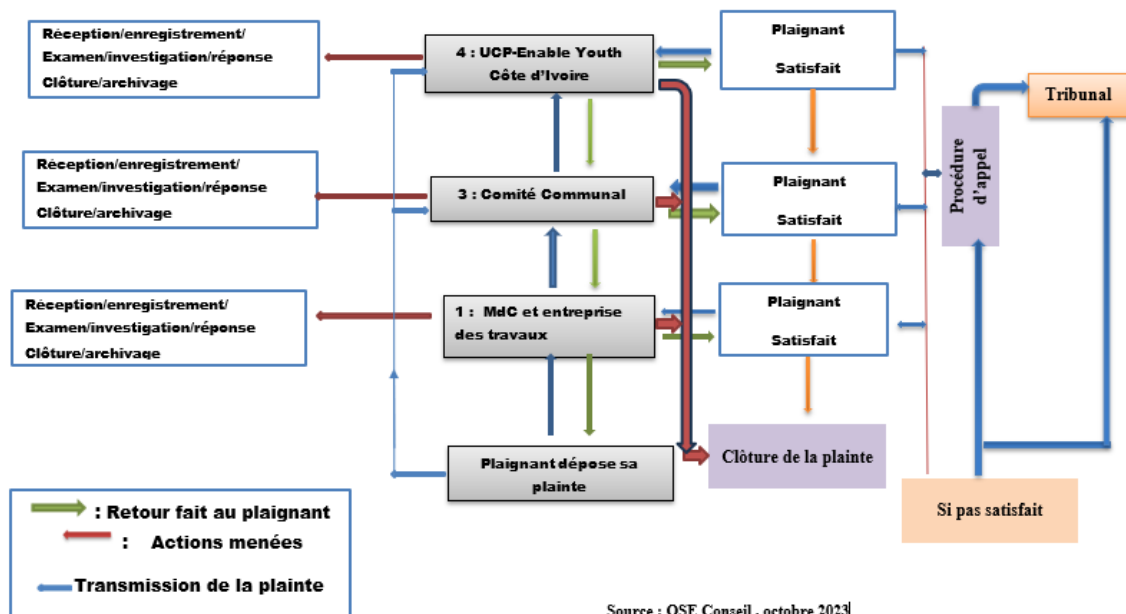 Réception/enregistrement/
Examen/investigation/réponse
Clôture/archivage
4 : UCP-Enable Youth
Côte d'Ivoire
Plaignant
Satisfait
Tribunal
Procédure
d'appel
Réception/enregistrement/
Examen/investigation/réponse
Clôture/archivage
3 : Comité Communal
Plaignant
Satisfait
Réception/enregistrement/
Examen/investigation/réponse
Clôture/archivage
1 : MdC et entreprise
des travaux
Plaignant
Satisfait
Plaignant dépose sa
plainte
Clôture de la plainte
Si pas satisfait
: Retour fait au plaignant
: Actions menées
Transmission de la plainte
Source : QSE Conseil , octobre 2023